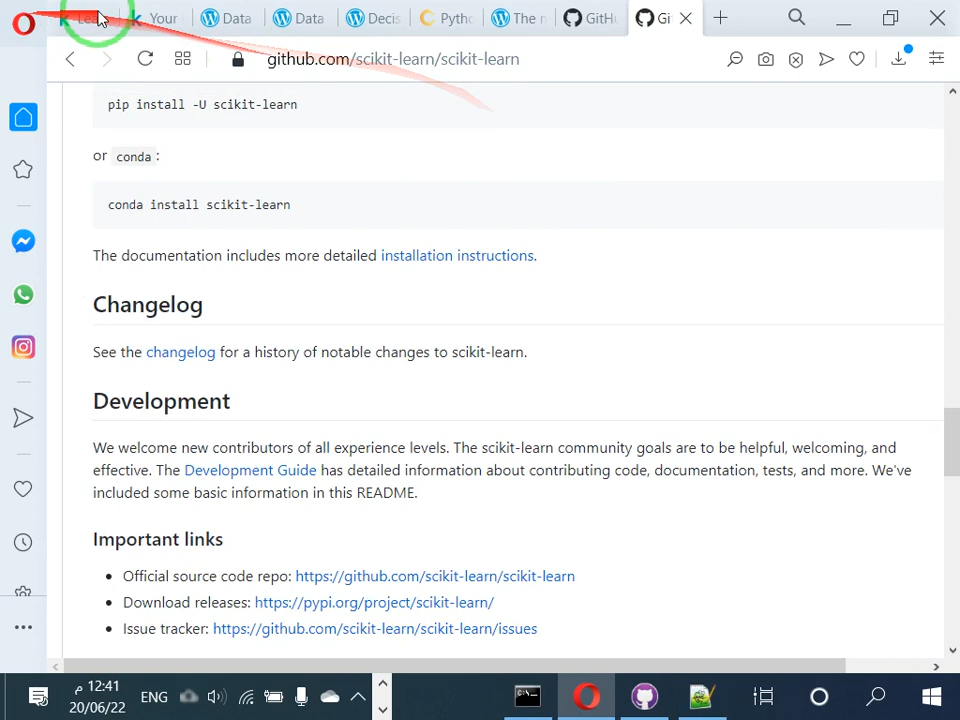 Your
Data
Data
Decis
Pytho
The n
GitHu
Gi
github.com/scikit-learn/scikit-learn
pip install -U scikit-learn
or conda:
conda install scikit-learn
The documentation includes more detailed installation instructions.
Changelog
See the changelog for a history of notable changes to scikit-learn.
Development
We welcome new contributors of all experience levels. The scikit-learn community goals are to be helpful, welcoming, and
effective. The Development Guide has detailed information about contributing code, documentation, tests, and more. We've
included some basic information in this README.
Important links
Official source code repo: https://github.com/scikit-learn/scikit-learn
Download releases: https://pypi.org/project/scikit-learn/
Issue tracker: https://github.com/scikit-learn/scikit-learn/issues
12:41 م
20/06/22
ENG